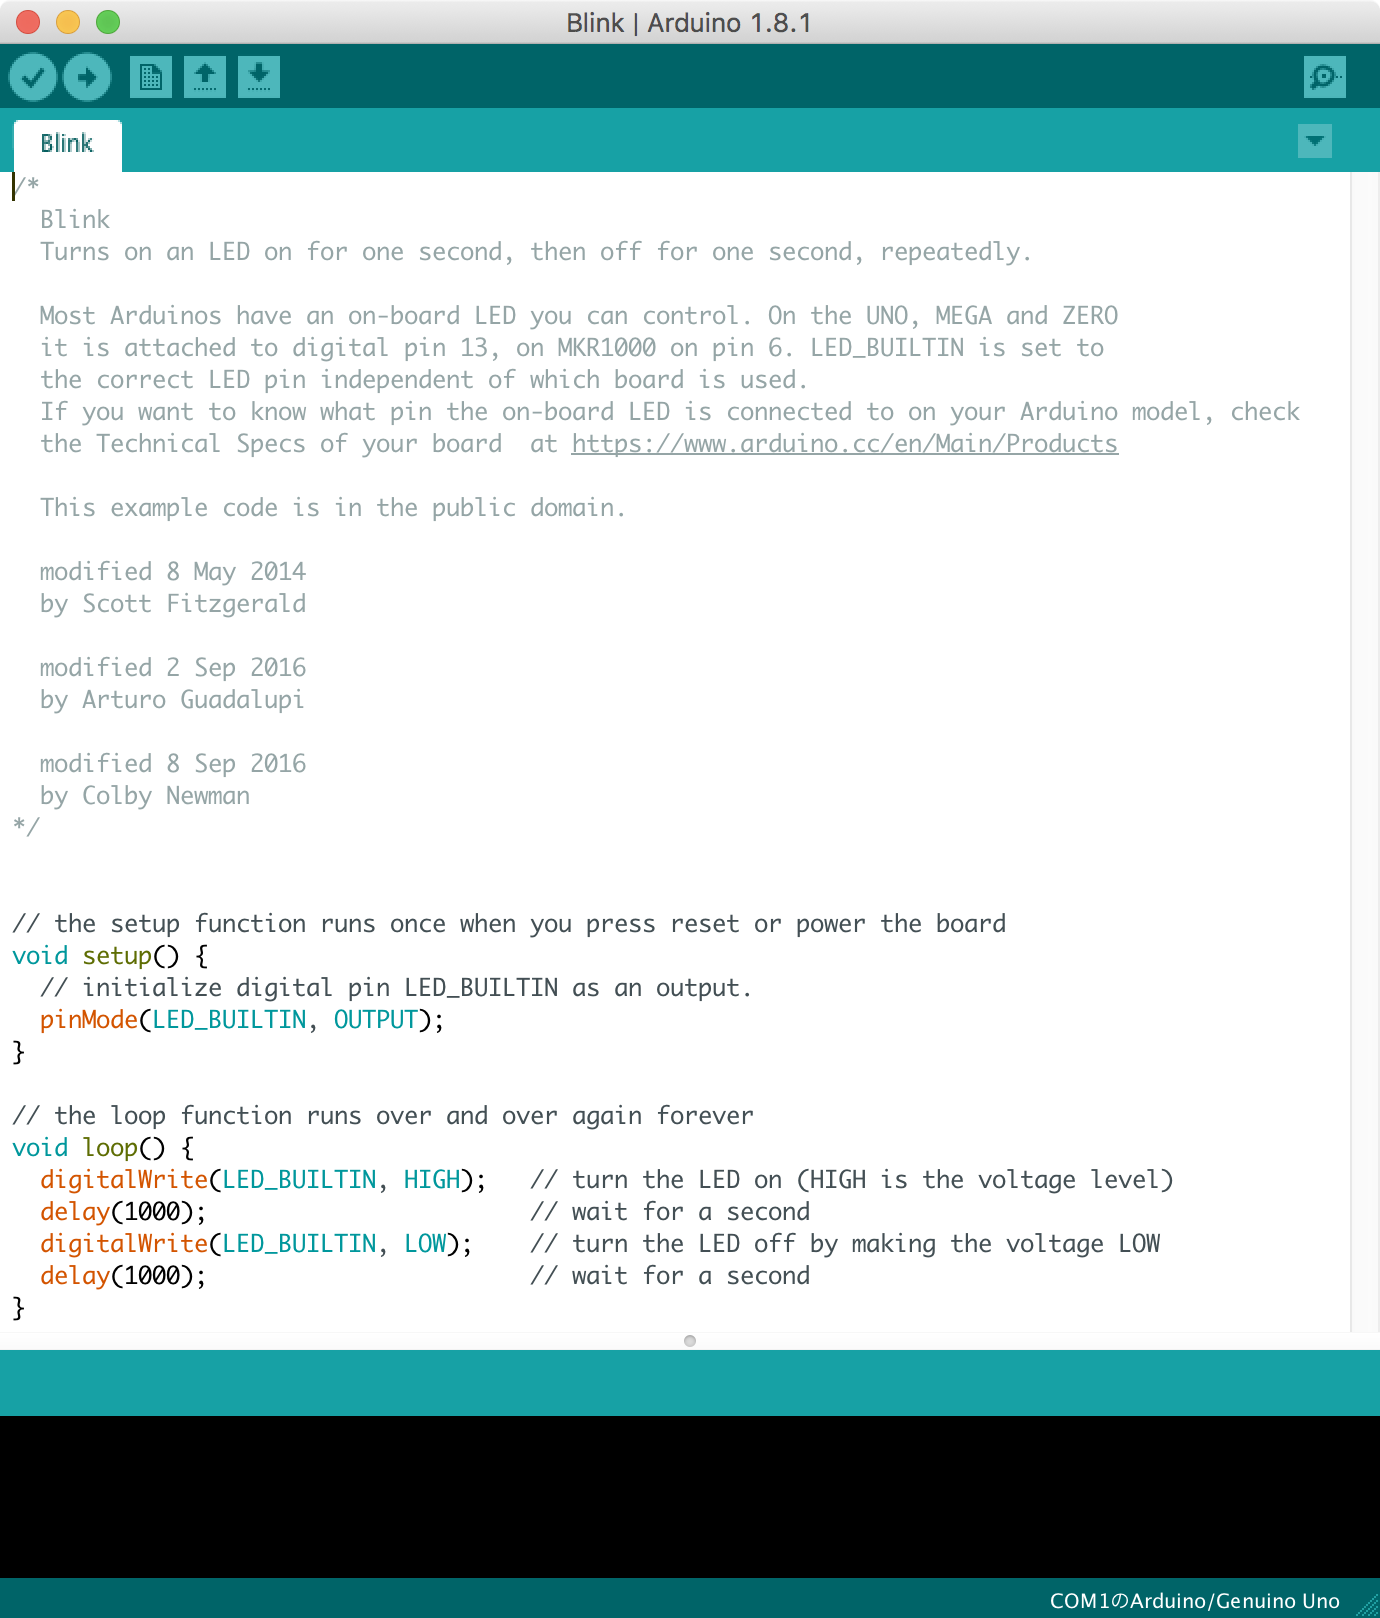 Blink | Arduino 1.8.1
Blink
/*
  Blink
  Turns on an LED on for one second, then off for one second, repeatedly.

  Most Arduinos have an on-board LED you can control. On the UNO, MEGA and ZERO
  it is attached to digital pin 13, on MKR1000 on pin 6. LED_BUILTIN is set to
  the correct LED pin independent of which board is used.
  If you want to know what pin the on-board LED is connected to on your Arduino model, check
  the Technical Specs of your board  at https://www.arduino.cc/en/Main/Products

  This example code is in the public domain.

  modified 8 May 2014
  by Scott Fitzgerald

  modified 2 Sep 2016
  by Arturo Guadalupi

  modified 8 Sep 2016
  by Colby Newman
*/


// the setup function runs once when you press reset or power the board
void setup() {
  // initialize digital pin LED_BUILTIN as an output.
  pinMode(LED_BUILTIN, OUTPUT);
}

// the loop function runs over and over again forever
void loop() {
  digitalWrite(LED_BUILTIN, HIGH);   // turn the LED on (HIGH is the voltage level)
  delay(1000);                       // wait for a second
  digitalWrite(LED_BUILTIN, LOW);    // turn the LED off by making the voltage LOW
  delay(1000);                       // wait for a second
}
COM1のArduino/Genuino Uno